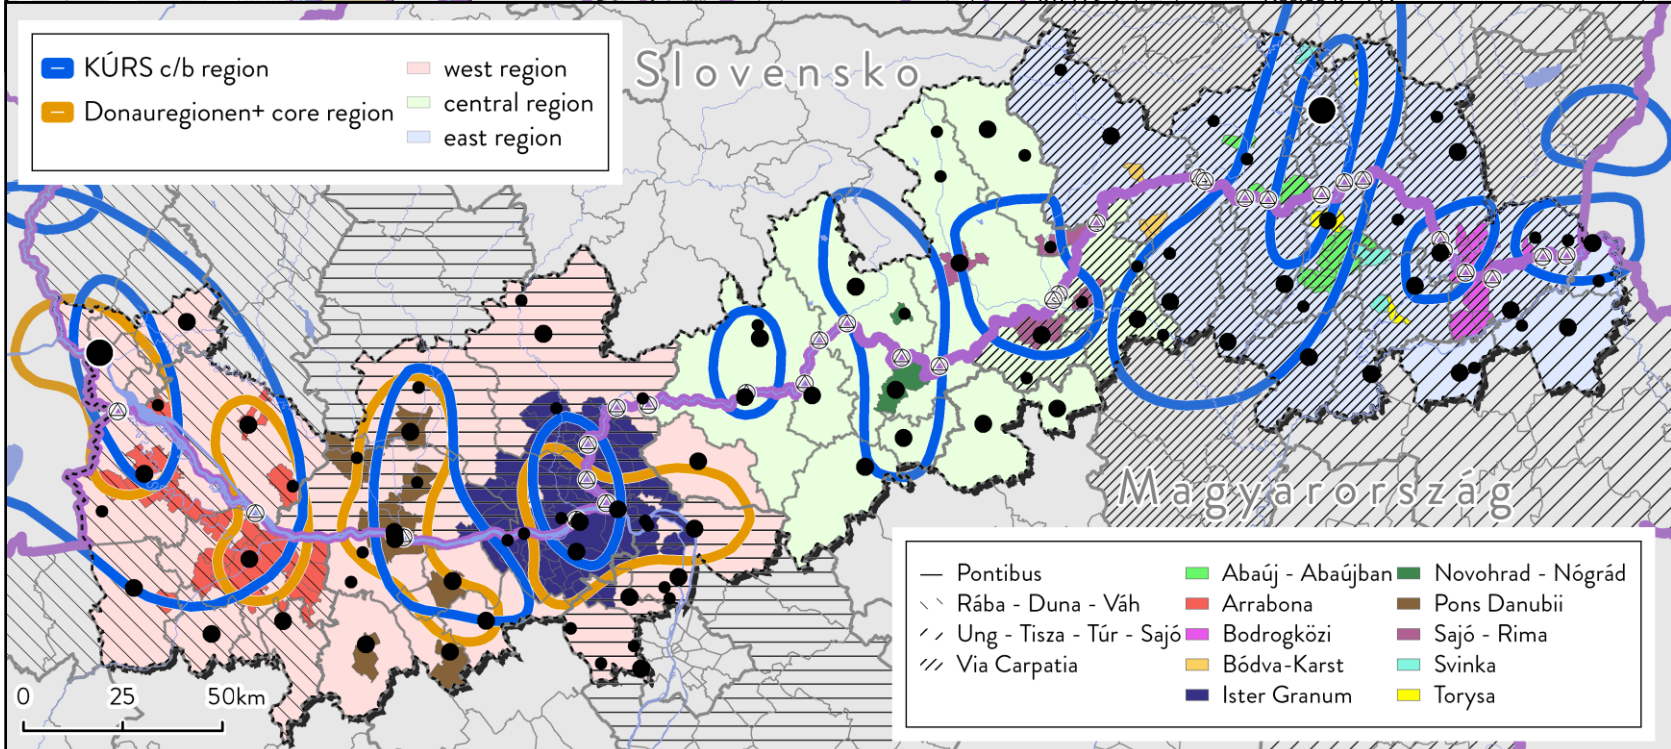 KÚRS c/b region
Donauregionen+ core region
west region
central region
east region
Slovensko
Magyarország
Pontibus
Rába - Duna - Váh
Ung - Tisza - Túr - Sajó
Via Carpatia
Abaúj - Abaújban
Arrabona
Bodrogközi
Bódva-Karst
Ister Granum
Novohrad - Nógrád
Pons Danubii
Sajó - Rima
Svinka
Torysa
0 25 50km